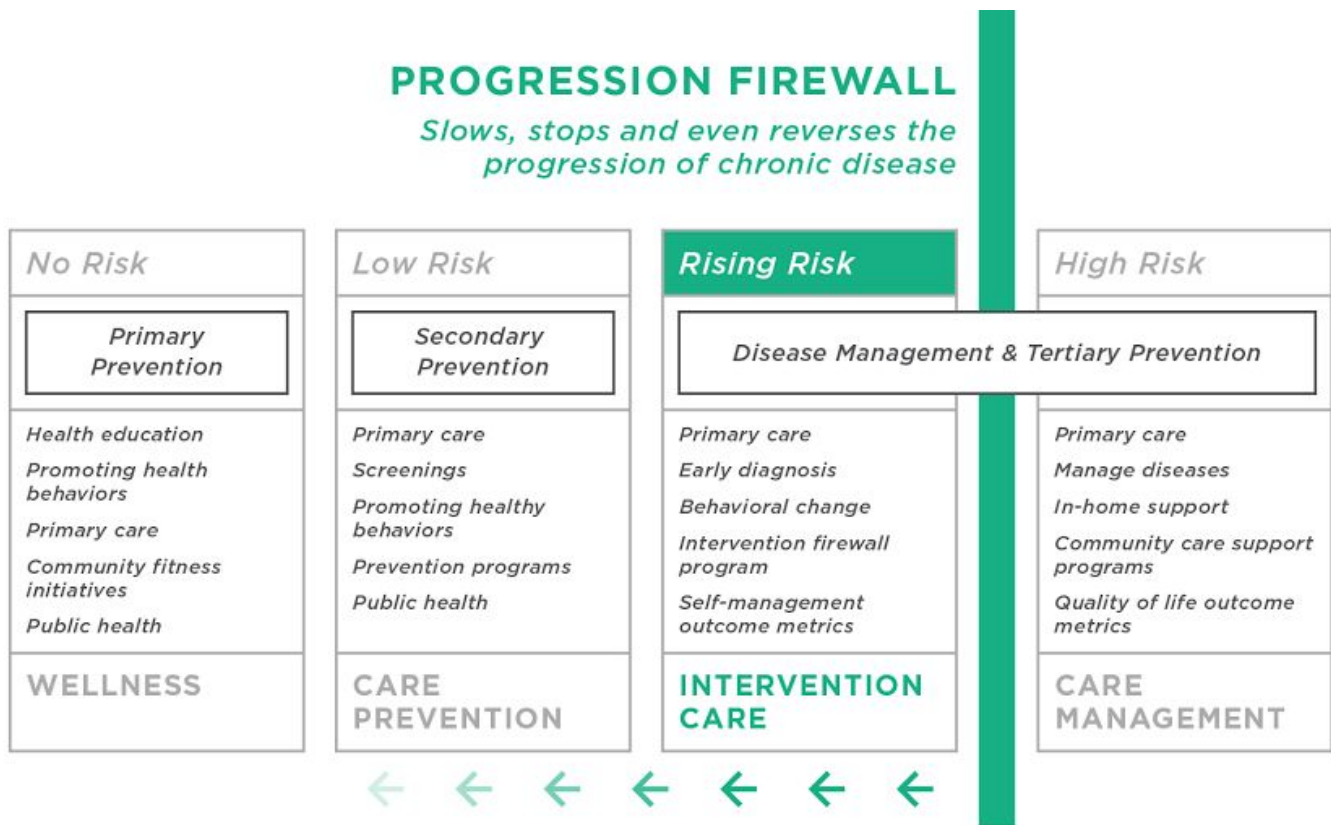 PROGRESSION FIREWALL
Slows, stops and even reverses the
progression of chronic disease
No Risk
Primary
Prevention
Health education
Promoting health
behaviors
Primary care
Community fitness
initiatives
Public health
WELLNESS
Low Risk
Secondary
Prevention
Primary care
Screenings
Promoting healthy
behaviors
Prevention programs
Public health
CARE
PREVENTION
Rising Risk
Disease Management & Tertiary Prevention
Primary care
Early diagnosis
Behavioral change
Intervention firewall
program
Self-management
outcome metrics
INTERVENTION
CARE
High Risk
Primary care
Manage diseases
In-home support
Community care support
programs
Quality of life outcome
metrics
CARE
MANAGEMENT